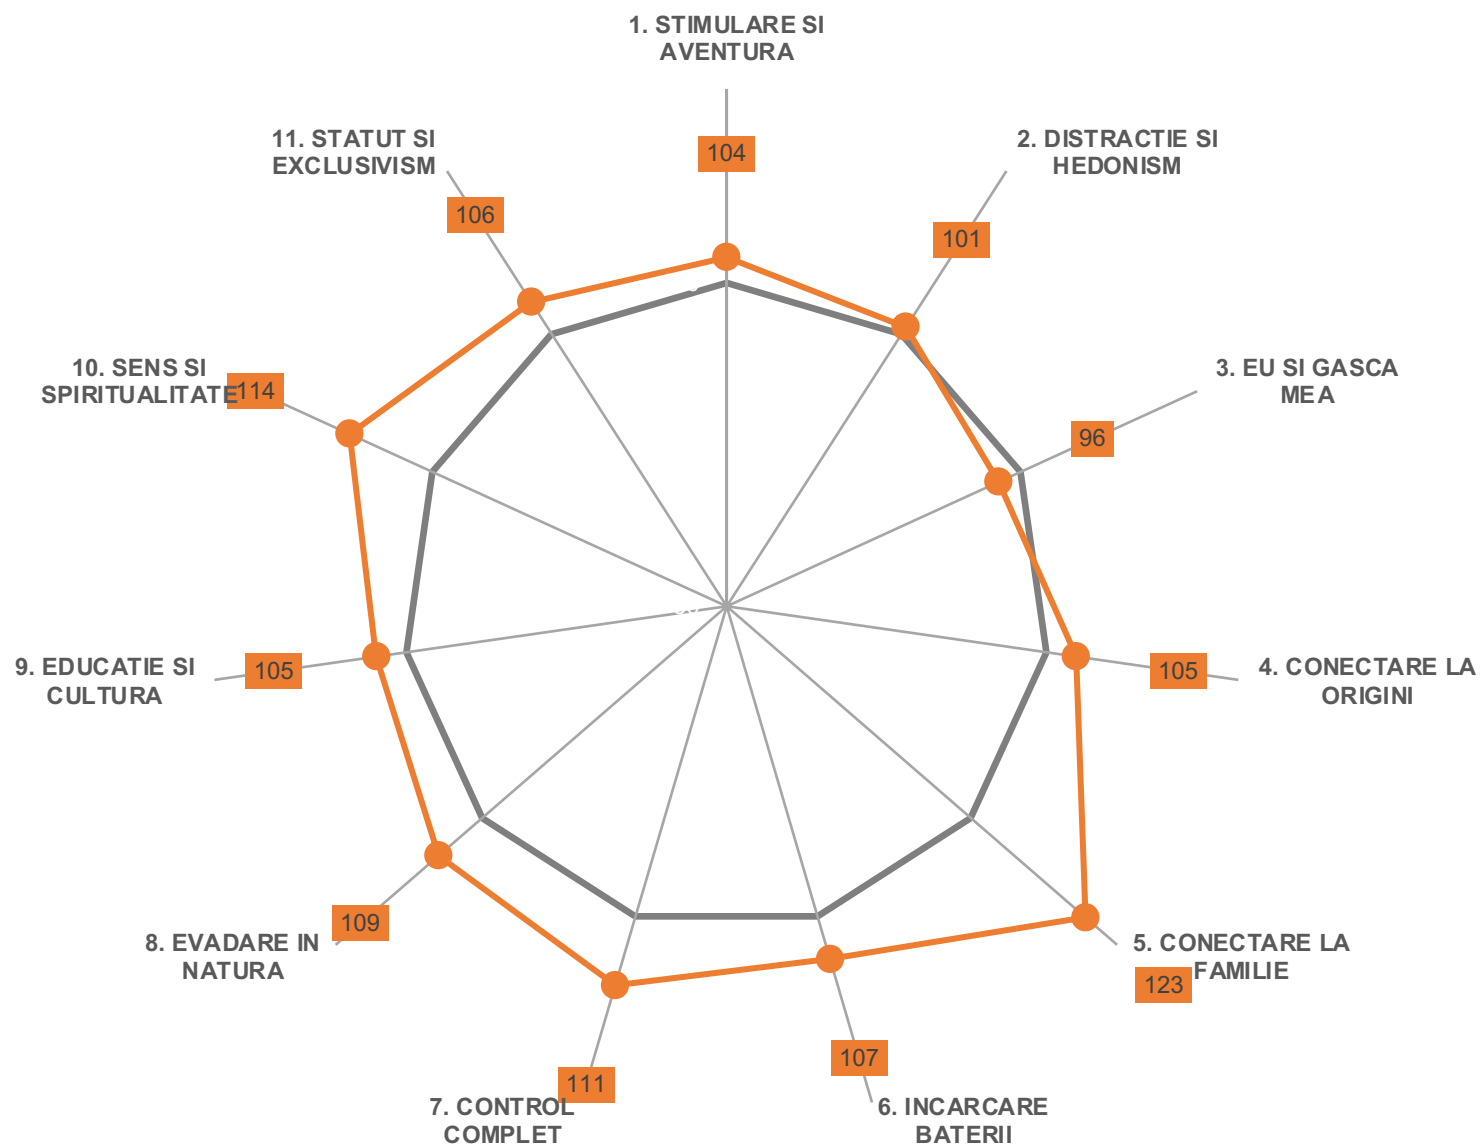 1. STIMULARE SI
AVENTURA
104
2. DISTRACTIE SI
HEDONISM
101
3. EU SI GASCA
MEA
96
4. CONECTARE LA
ORIGINI
105
5. CONECTARE LA
FAMILIE
123
6. INCARCARE
BATERII
107
7. CONTROL
COMPLET
111
8. EVADARE IN
NATURA
109
9. EDUCATIE SI
CULTURA
105
10. SENS SI
SPIRITUALITATE
114
11. STATUT SI
EXCLUSIVISM
106